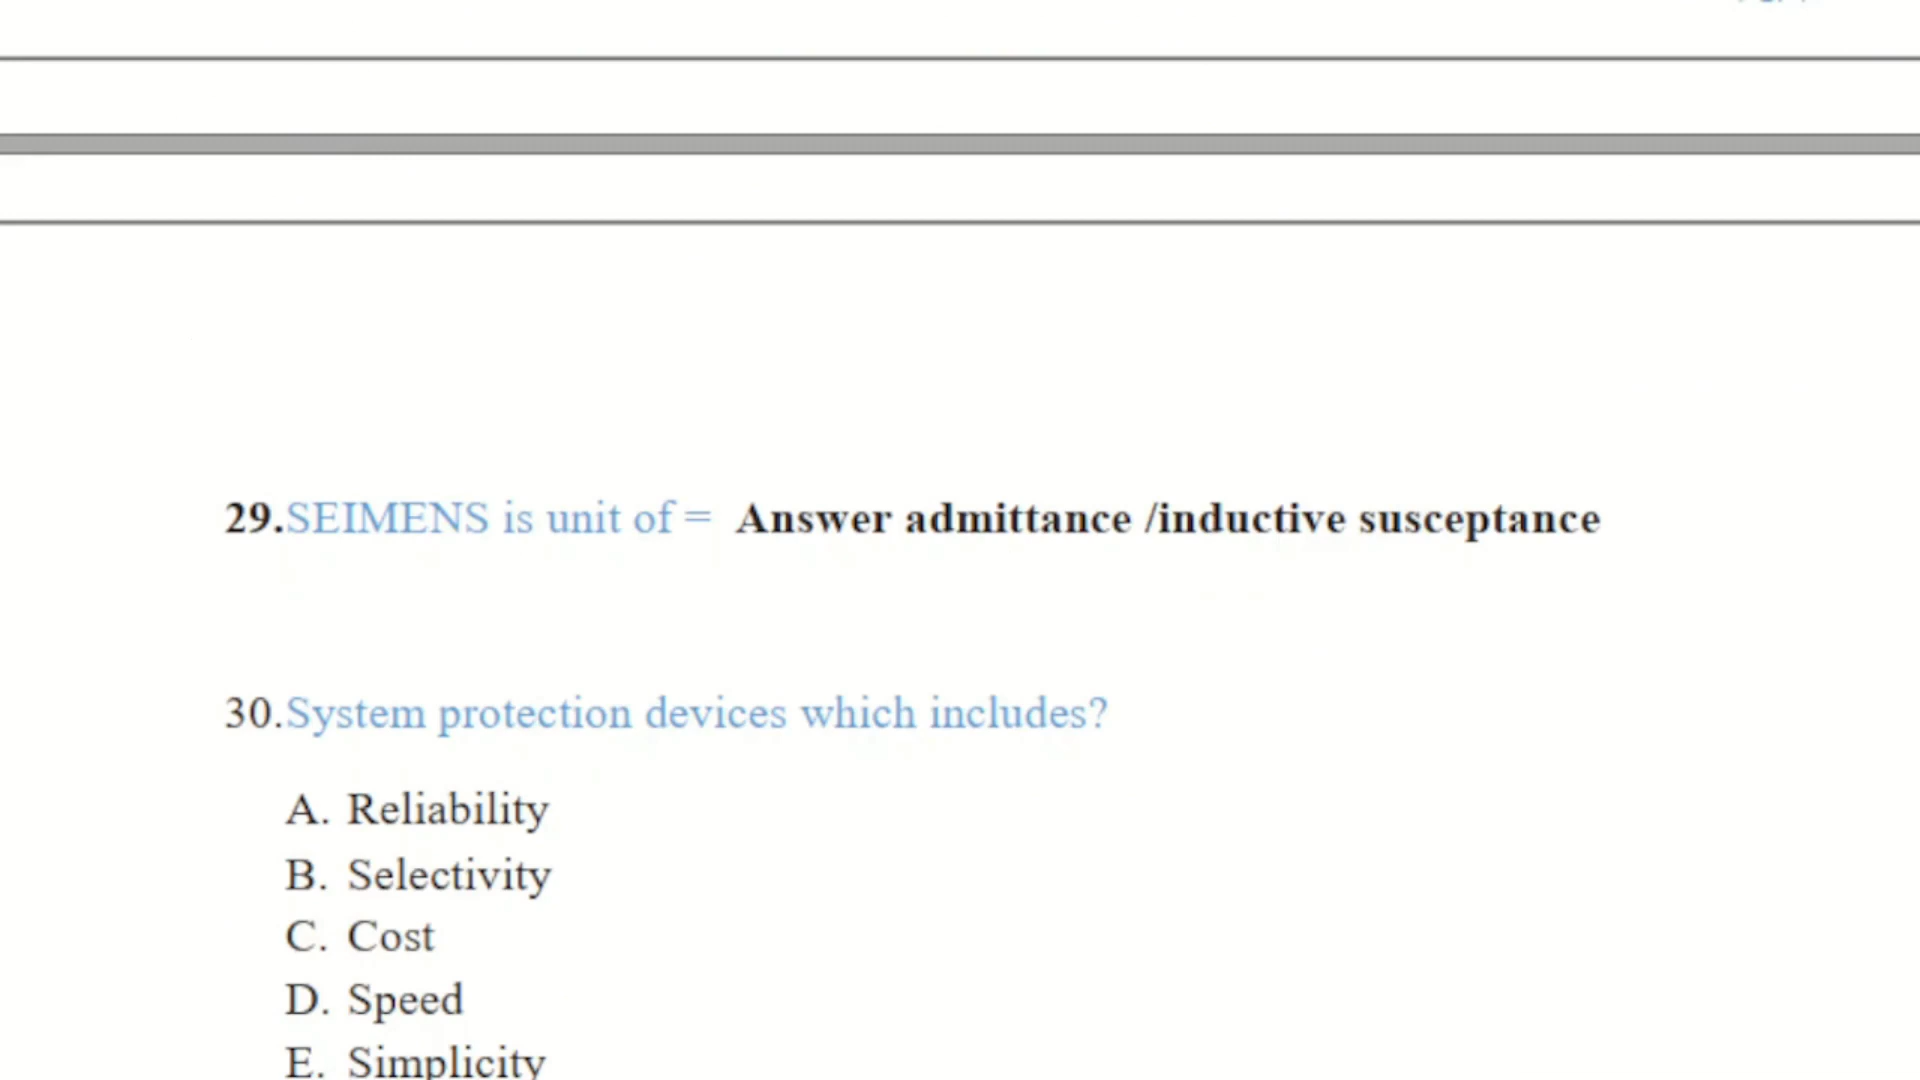 29.SEIMENS is unit of = Answer admittance /inductive susceptance
30.System protection devices which includes?
A. Reliability
B. Selectivity
C. Cost
D. Speed
E. Simplicity